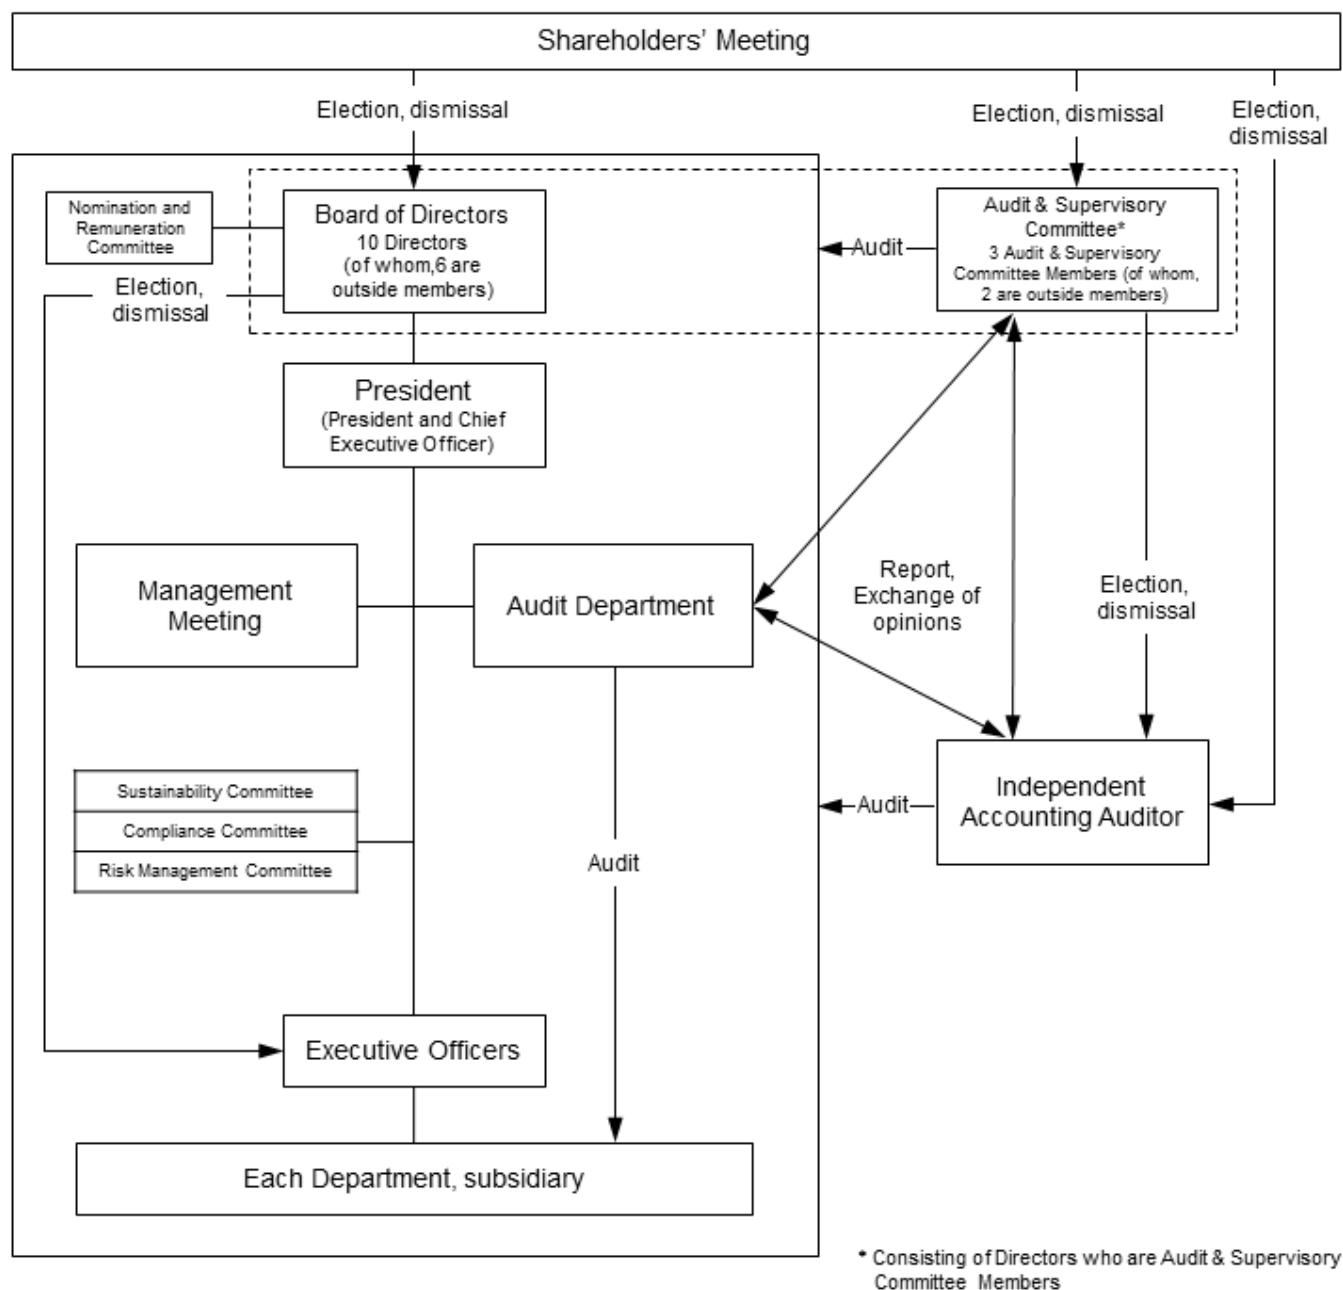 Shareholders' Meeting
Election, dismissal
Election, dismissal
Election,
dismissal
Nomination and
Remuneration
Committee
Board of Directors
10 Directors
(of whom,6 are
outside members)
Audit
Audit & Supervisory
Committee*
3 Audit & Supervisory
Committee Members (of whom,
2 are outside members)
Election,
dismissal
President
(President and Chief
Executive Officer)
Management
Meeting
Audit Department
Report,
Exchange of
opinions
Election,
dismissal
Sustainability Committee
Compliance Committee
Risk Management Committee
Audit
Audit
Independent
Accounting Auditor
Executive Officers
Each Department, subsidiary
* Consisting of Directors who are Audit & Supervisory
Committee Members